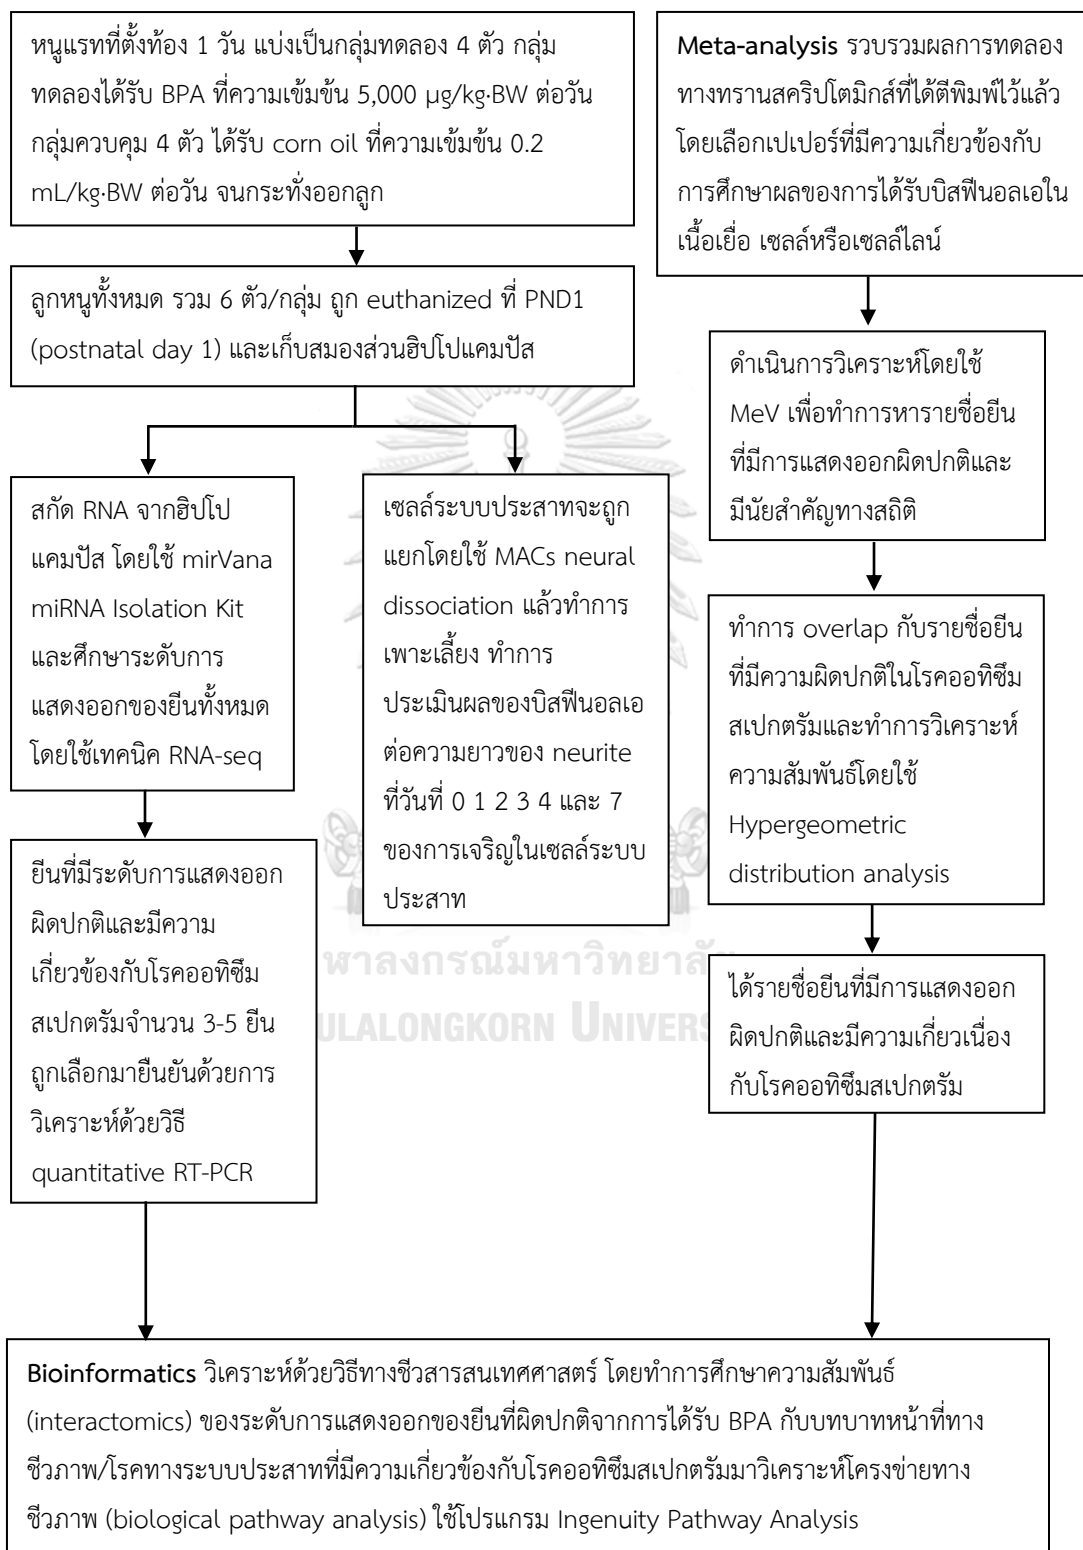 หนูแรทที่ตั้งท้อง 1 วัน แบ่งเป็นกลุ่มทดลอง 4 ตัว กลุ่ม
ทดลองได้รับ BPA ที่ความเข้มข้น 5,000 µg/kg·BW ต่อวัน
กลุ่มควบคุม 4 ตัว ได้รับ corn oil ที่ความเข้มข้น 0.2
mL/kg·BW ต่อวัน จนกระทั่งออกลูก
ลูกหนูทั้งหมด รวม 6 ตัว/กลุ่ม ถูก euthanized ที่ PND1
(postnatal day 1) และเก็บสมองส่วนฮิปโปแคมปัส
สกัด RNA จากฮิปโป
แคมปัส โดยใช้ mirVana
miRNA Isolation Kit
และศึกษาระดับการ
แสดงออกของยีนทั้งหมด
โดยใช้เทคนิค RNA-seq
เซลล์ระบบประสาทจะถูก
แยกโดยใช้ MACs neural
dissociation แล้วทำการ
เพาะเลี้ยง ทำการ
ประเมินผลของบิสฟีนอลเอ
ต่อความยาวของ neurite
ที่วันที่ 0 1 2 3 4 และ 7
ของการเจริญในเซลล์ระบบ
ประสาท
ยีนที่มีระดับการแสดงออก
ผิดปกติและมีความ
เกี่ยวข้องกับโรคออทิซึม
สเปกตรัมจำนวน 3-5 ยีน
ถูกเลือกมายืนยันด้วยการ
วิเคราะห์ด้วยวิธี
quantitative RT-PCR
Meta-analysis รวบรวมผลการทดลอง
ทางทรานสคริปโตมิกส์ที่ได้ตีพิมพ์ไว้แล้ว
โดยเลือกเปเปอร์ที่มีความเกี่ยวข้องกับ
การศึกษาผลของการได้รับบิสฟีนอลเอใน
เนื้อเยื่อ เซลล์หรือเซลล์ไลน์
ดำเนินการวิเคราะห์โดยใช้
MeV เพื่อทำการหารายชื่อยีน
ที่มีการแสดงออกผิดปกติและ
มีนัยสำคัญทางสถิติ
ทำการ overlap กับรายชื่อยีน
ที่มีความผิดปกติในโรคออทิซึม
สเปกตรัมและทำการวิเคราะห์
ความสัมพันธ์โดยใช้
Hypergeometric
distribution analysis
ได้รายชื่อยีนที่มีการแสดงออก
ผิดปกติและมีความเกี่ยวเนื่อง
กับโรคออทิซึมสเปกตรัม
ฬาลงกรณ์มหาวิทยาลั
ULALONGKORN UNIVERS
Bioinformatics วิเคราะห์ด้วยวิธีทางชีวสารสนเทศศาสตร์ โดยทำการศึกษาความสัมพันธ์
(interactomics) ของระดับการแสดงออกของยีนที่ผิดปกติจากการได้รับ BPA กับบทบาทหน้าที่ทาง
ชีวภาพ/โรคทางระบบประสาทที่มีความเกี่ยวข้องกับโรคออทิซึมสเปกตรัมมาวิเคราะห์โครงข่ายทาง
ชีวภาพ (biological pathway analysis) ใช้โปรแกรม Ingenuity Pathway Analysis